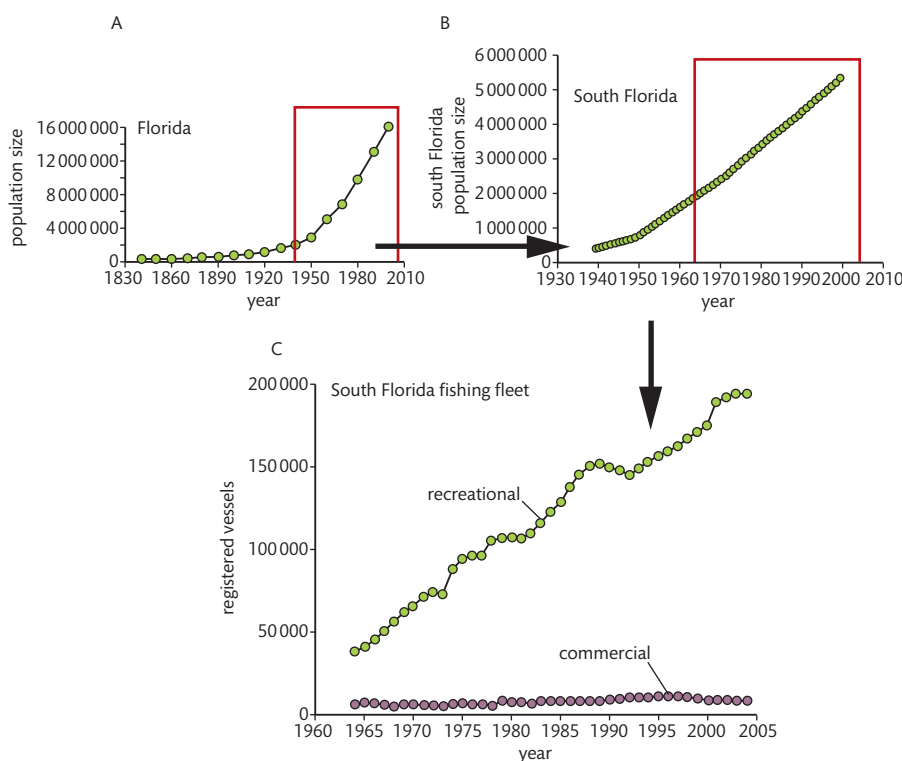 A
Florida
population size
16 000 000
12 000 000
8 000 000
4 000 000
0
1830 1860 1890 1920 1950 1980 2010
year
B
South Florida
south Florida
population size
6 000 000
5 000 000
4 000 000
3 000 000
2 000 000
1 000 000
0
1930 1940 1950 1960 1970 1980 1990 2000 2010
year
C
South Florida fishing fleet
registered vessels
200 000
150 000
100 000
50 000
0
recreational
commercial
1960 1965 1970 1975 1980 1985 1990 1995 2000 2005
year